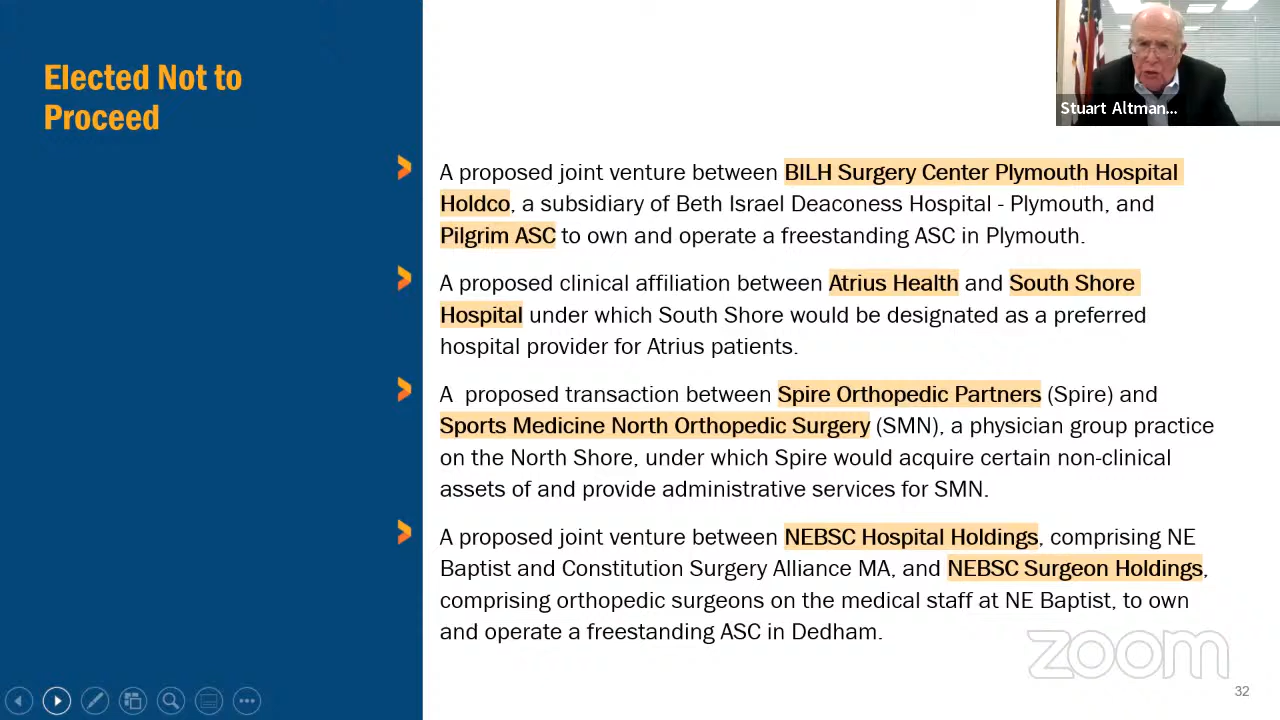 Elected Not to
Proceed
Stuart Altman...
A proposed joint venture between BILH Surgery Center Plymouth Hospital
Holdco, a subsidiary of Beth Israel Deaconess Hospital - Plymouth, and
Pilgrim ASC to own and operate a freestanding ASC in Plymouth.
A proposed clinical affiliation between Atrius Health and South Shore
Hospital under which South Shore would be designated as a preferred
hospital provider for Atrius patients.
A  proposed transaction between Spire Orthopedic Partners (Spire) and
Sports Medicine North Orthopedic Surgery (SMN), a physician group practice
on the North Shore, under which Spire would acquire certain non-clinical
assets of and provide administrative services for SMN.
A proposed joint venture between NEBSC Hospital Holdings, comprising NE
Baptist and Constitution Surgery Alliance MA, and NEBSC Surgeon Holdings,
comprising orthopedic surgeons on the medical staff at NE Baptist, to own
and operate a freestanding ASC in Dedham.
zoom
32